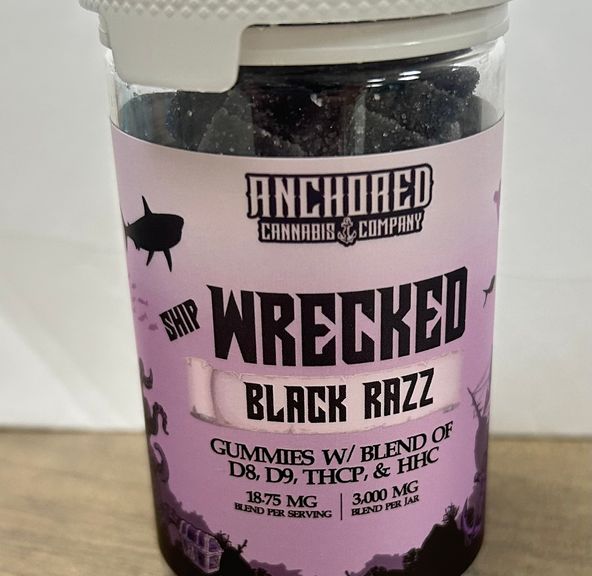 ANCHORED
CANNABIS COMPANY
SHIP WRECKED
BLACK RAZZ
GUMMIES W/ BLEND OF
D8, D9, THCP, & HHC
18.75 MG
BLEND PER SERVING
3,000 MG
BLEND PER JAR